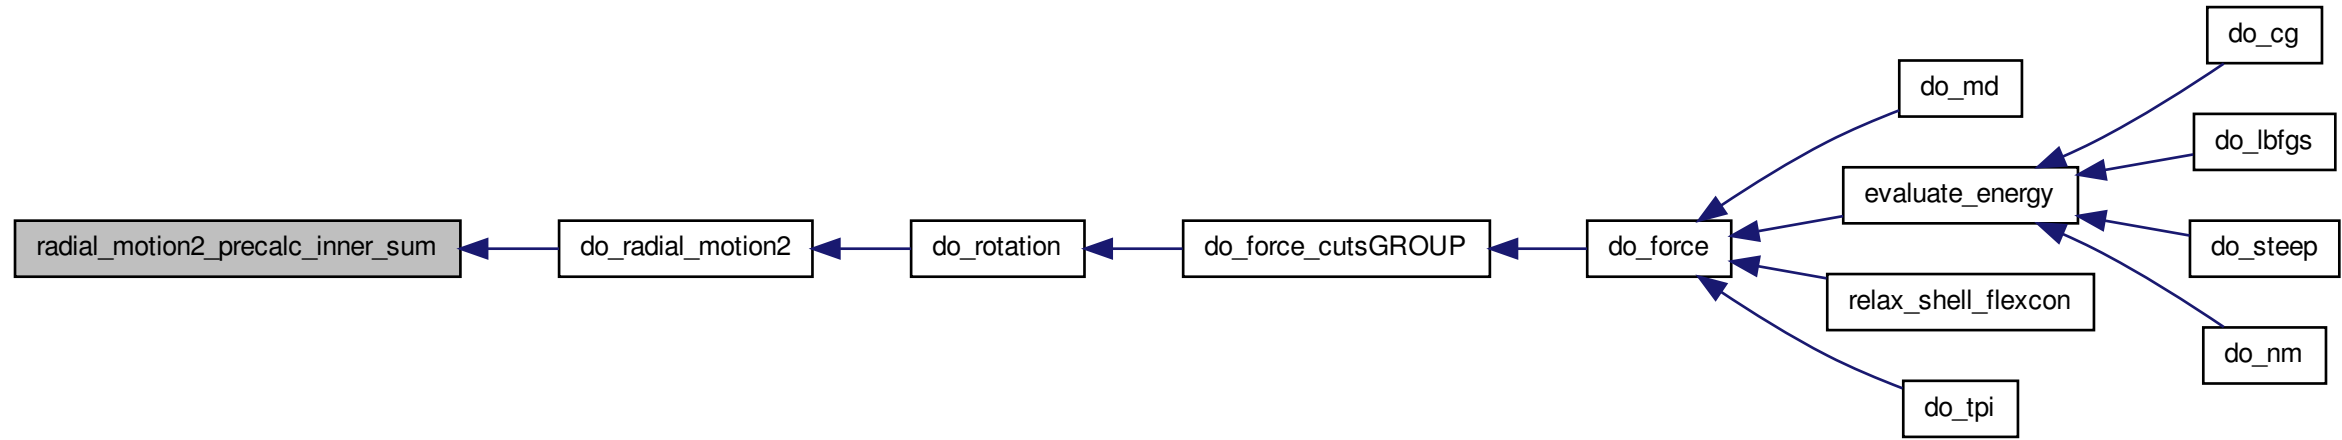 do_cg
do_md
do_lbfgs
evaluate_energy
radial_motion2_precalc_inner_sum
do_radial_motion2
do_rotation
do_force_cutsGROUP
do_force
do_steep
relax_shell_flexcon
do_nm
do_tpi